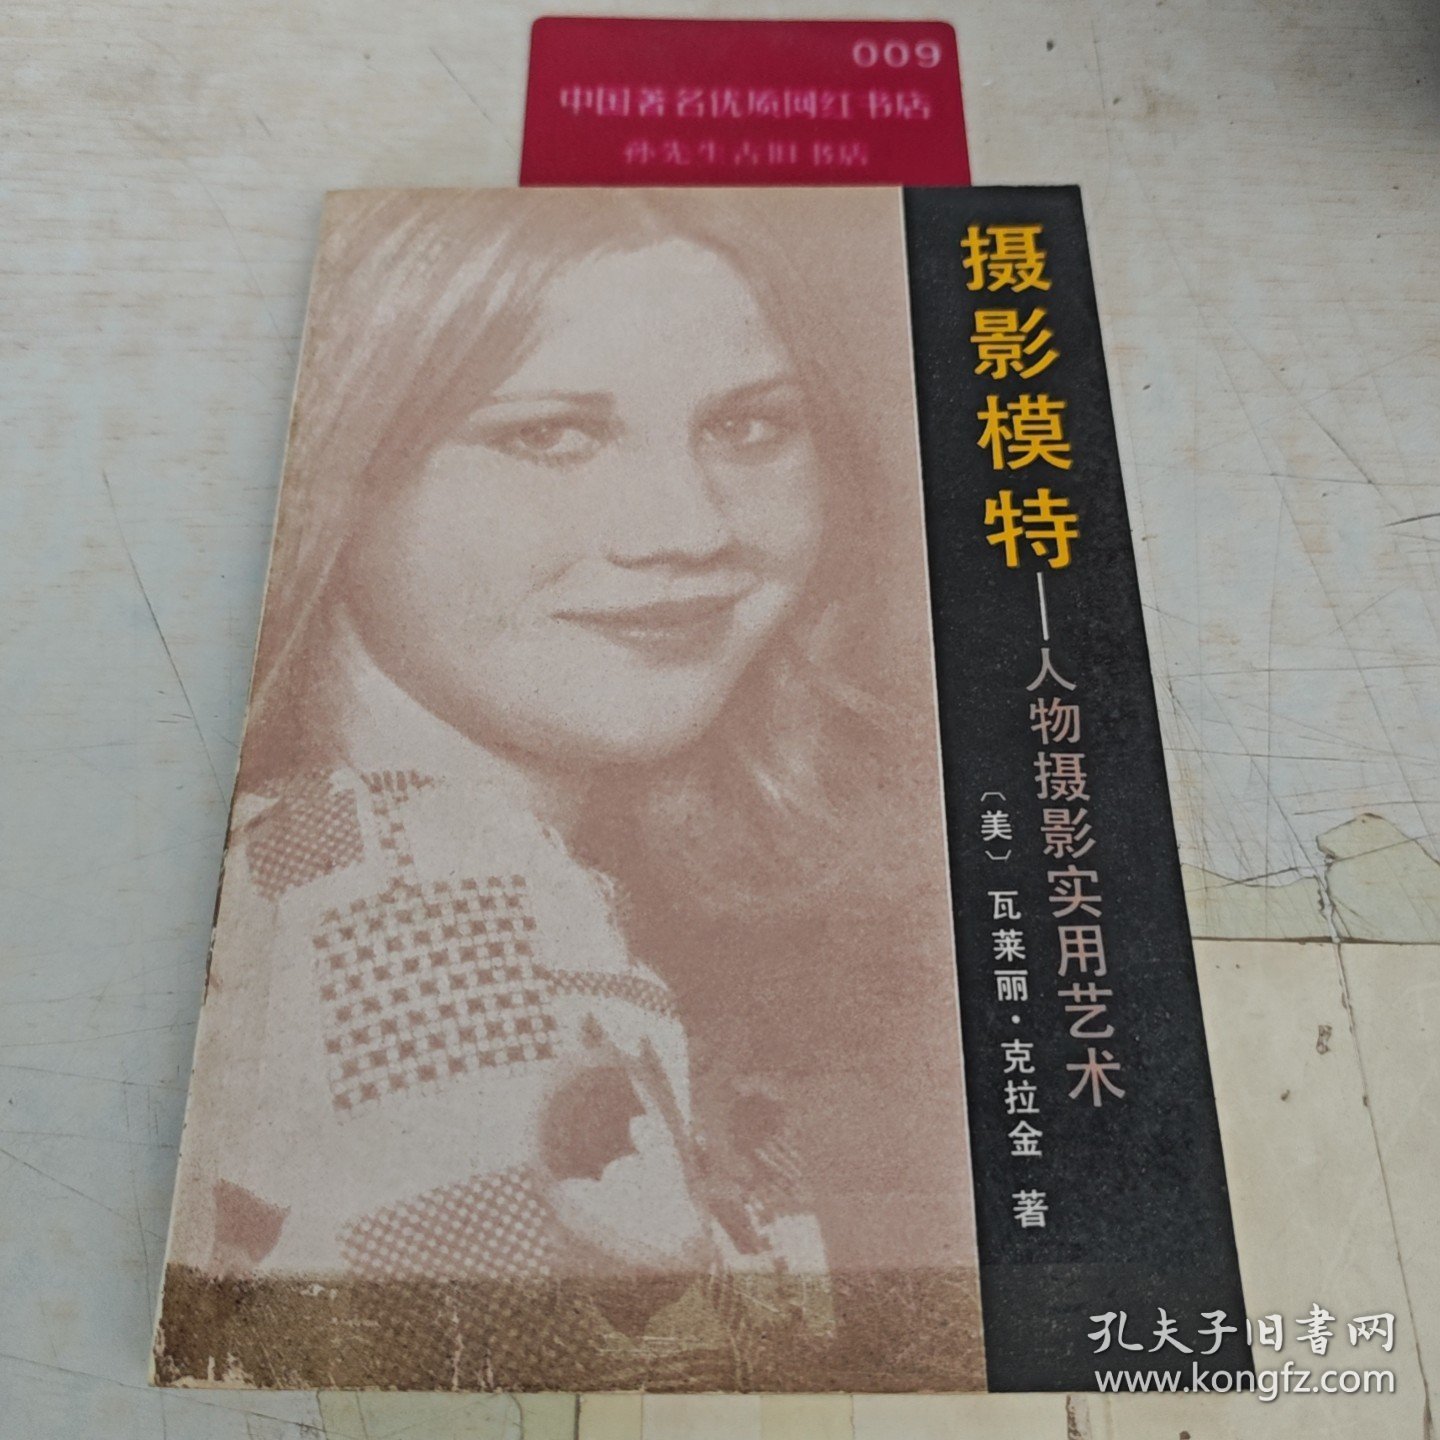 009
中国著名优质网红书店
孙先生古旧书店
摄影模特
——人物摄影实用艺术
〔美〕瓦莱丽·克拉金 著
孔夫子旧書网
www.kongfz.com